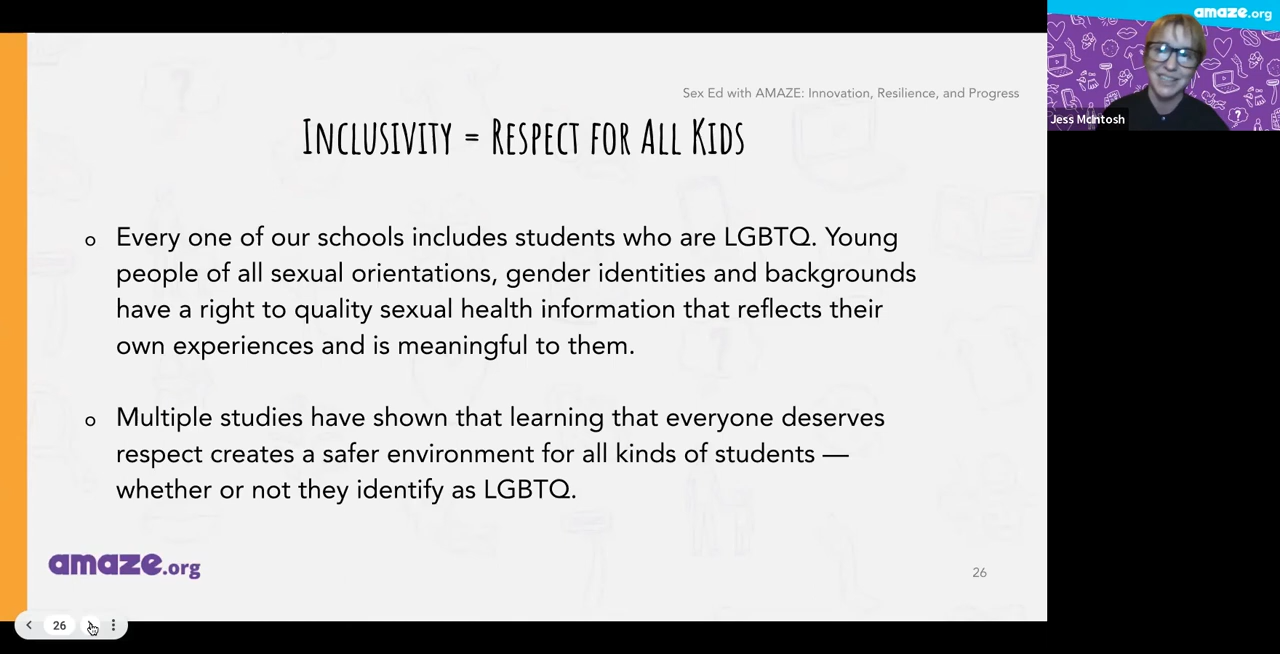 amaze.org
Jess McIntosh
Sex Ed with AMAZE: Innovation, Resilience, and Progress
Inclusivity = Respect for All Kids
Every one of our schools includes students who are LGBTQ. Young
people of all sexual orientations, gender identities and backgrounds
have a right to quality sexual health information that reflects their
own experiences and is meaningful to them.
Multiple studies have shown that learning that everyone deserves
respect creates a safer environment for all kinds of students —
whether or not they identify as LGBTQ.
amaze.org
26
26